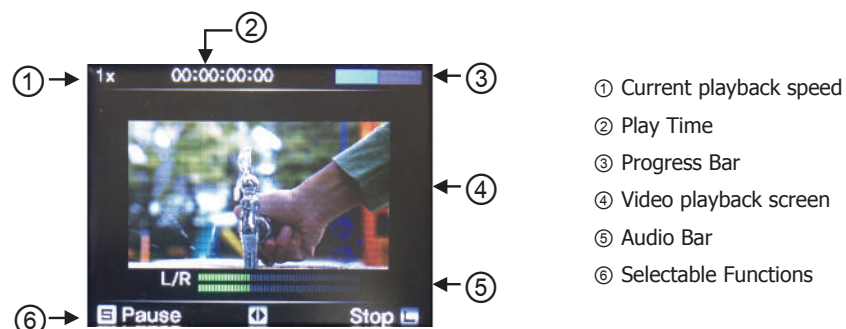 ②
① 1x 00:00:00:00 ③
④
L/R ⑤
⑥ S Pause Stop
① Current playback speed
② Play Time
③ Progress Bar
④ Video playback screen
⑤ Audio Bar
⑥ Selectable Functions